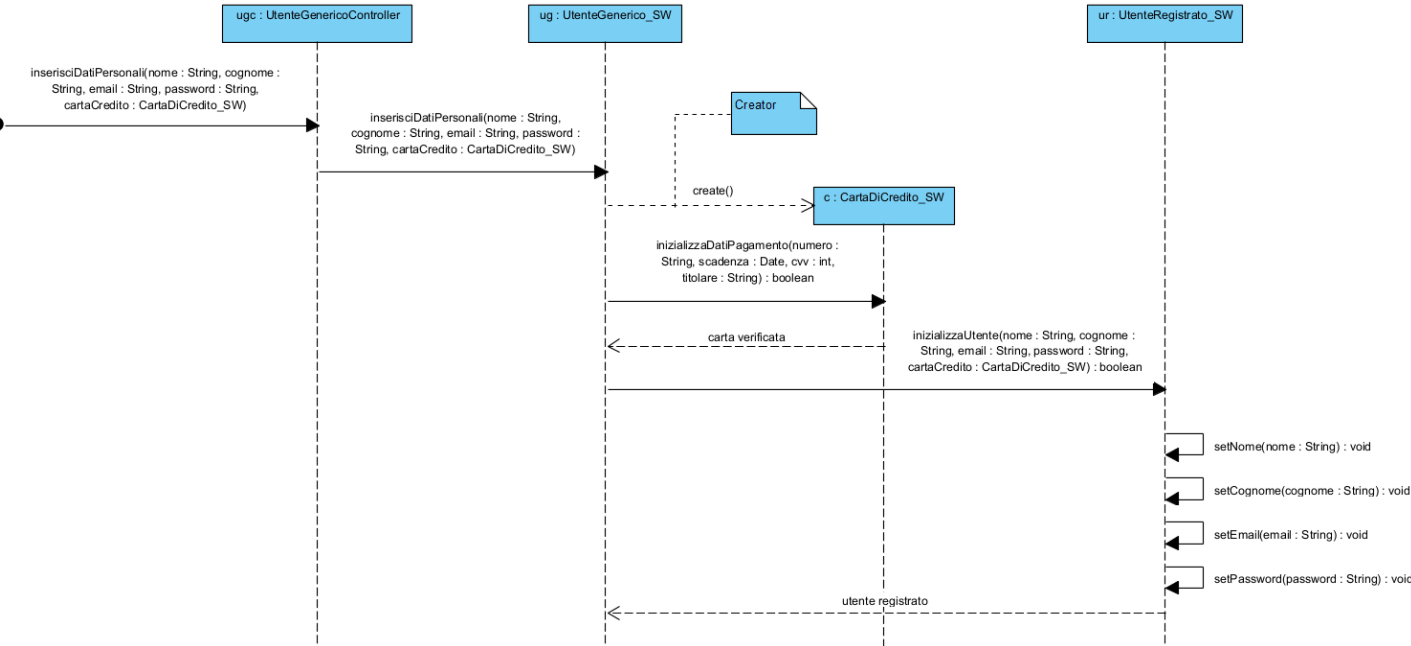 ugc : UtenteGenericoController
ug : UtenteGenerico_SW
ur : UtenteRegistrato_SW
inserisciDatiPersonali(nome : String, cognome :
String, email : String, password : String,
cartaCredito : CartaDiCredito_SW)
inserisciDatiPersonali(nome : String,
cognome : String, email : String, password :
String, cartaCredito : CartaDiCredito_SW)
Creator
create()
c : CartaDiCredito_SW
inizializzaDatiPagamento(numero :
String, scadenza : Date, cvv : int,
titolare : String) : boolean
carta verificata
inizializzaUtente(nome : String, cognome :
String, email : String, password : String,
cartaCredito : CartaDiCredito_SW) : boolean
setNome(nome : String) : void
setCognome(cognome : String) : void
setEmail(email : String) : void
setPassword(password : String) : void
utente registrato